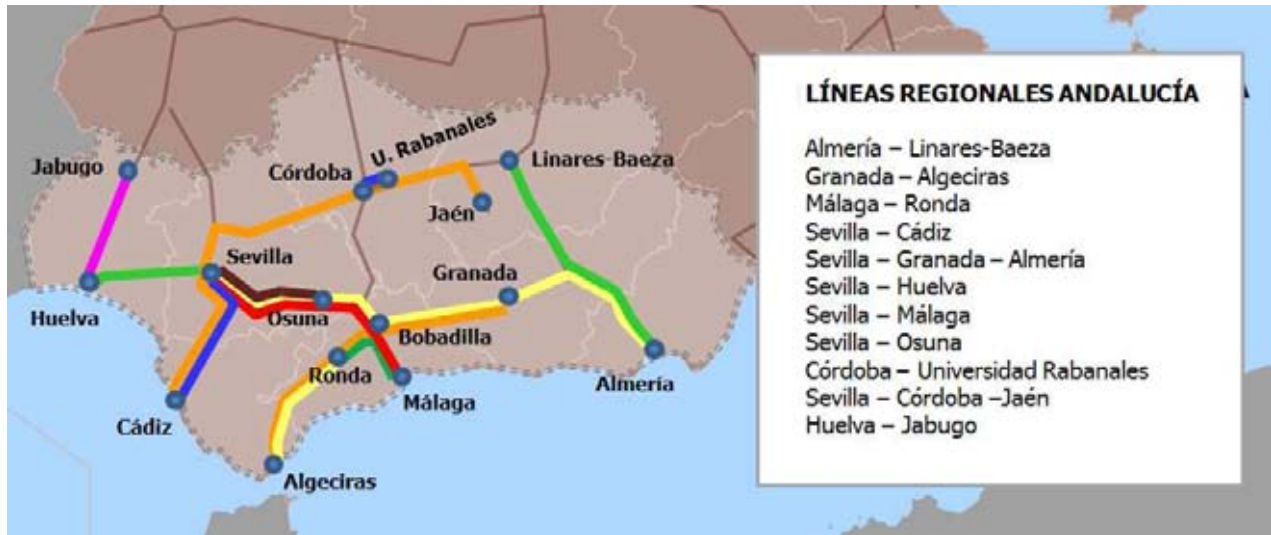 Jabugo
Córdoba
U. Rabanales
Linares-Baeza
Jaén
Sevilla
Granada
Huelva
Osuna
Bobadilla
Ronda
Almería
Málaga
Cádiz
Algeciras
LÍNEAS REGIONALES ANDALUCÍA
Almería – Linares-Baeza
Granada – Algeciras
Málaga – Ronda
Sevilla – Cádiz
Sevilla – Granada – Almería
Sevilla – Huelva
Sevilla – Málaga
Sevilla – Osuna
Córdoba – Universidad Rabanales
Sevilla – Córdoba –Jaén
Huelva – Jabugo